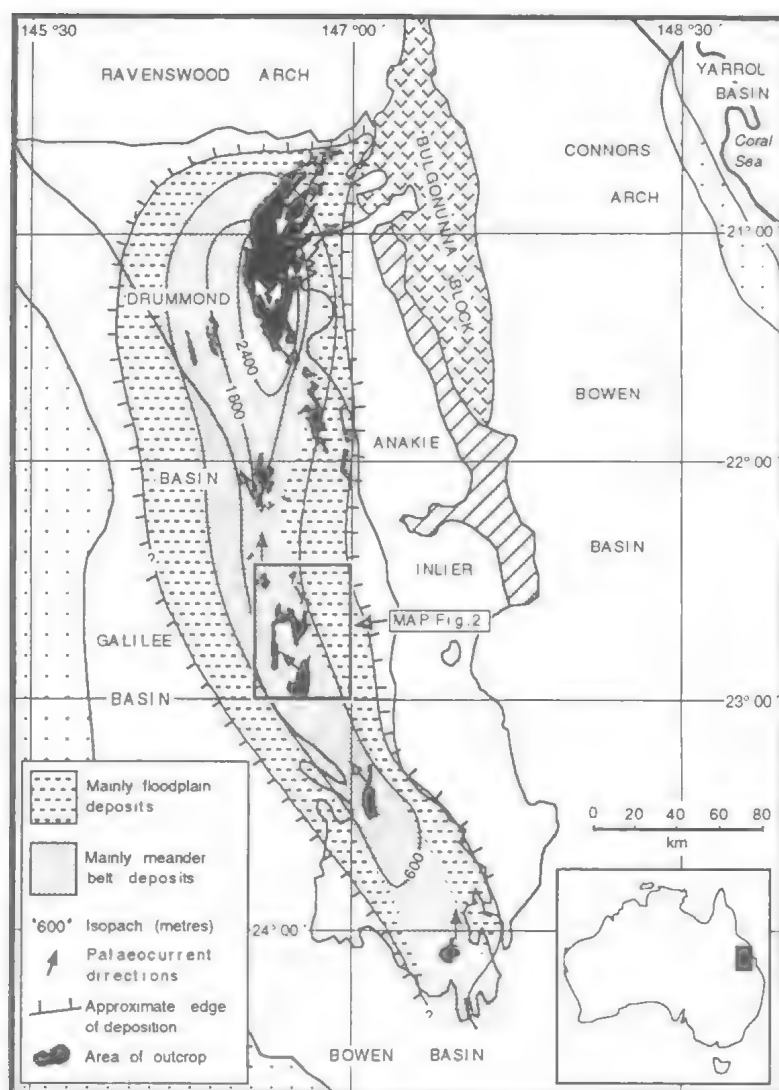 145 °30'
147 °00'
148 °30'
RAVENSWOOD ARCH
YARROL
BASIN
Coral
Sea
BULGONUNNA
BLOCK
CONNORS
ARCH
21° 00'
DRUMMOND
2400
1800
BOWEN
ANAKIE
22° 00'
BASIN
BASIN
INLIER
MAP Fig.2
GALILEE
BASIN
23° 00'
?
600
24° 00'
?
?
BOWEN BASIN
Mainly floodplain
deposits
Mainly meander
belt deposits
"600" Isopach (metres)
Palaeocurrent
directions
Approximate edge
of deposition
Area of outcrop
0 20 40 60 80
km